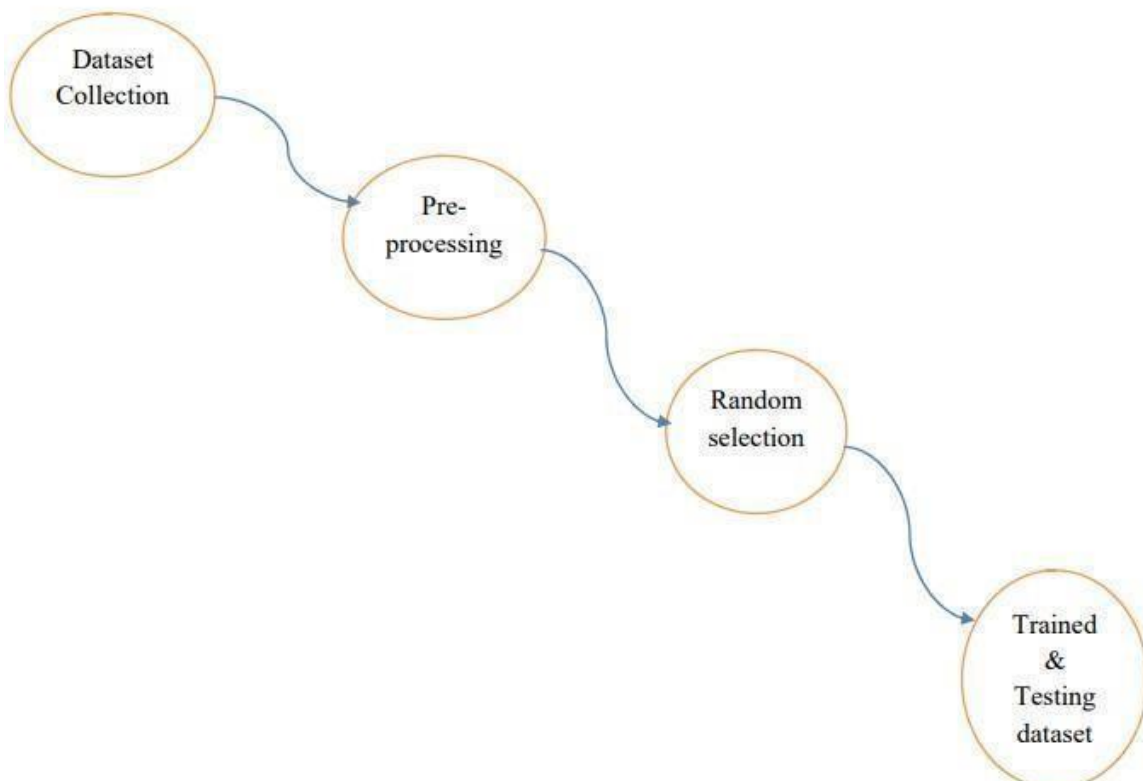 Dataset
Collection
Pre-
processing
Random
selection
Trained
&
Testing
dataset